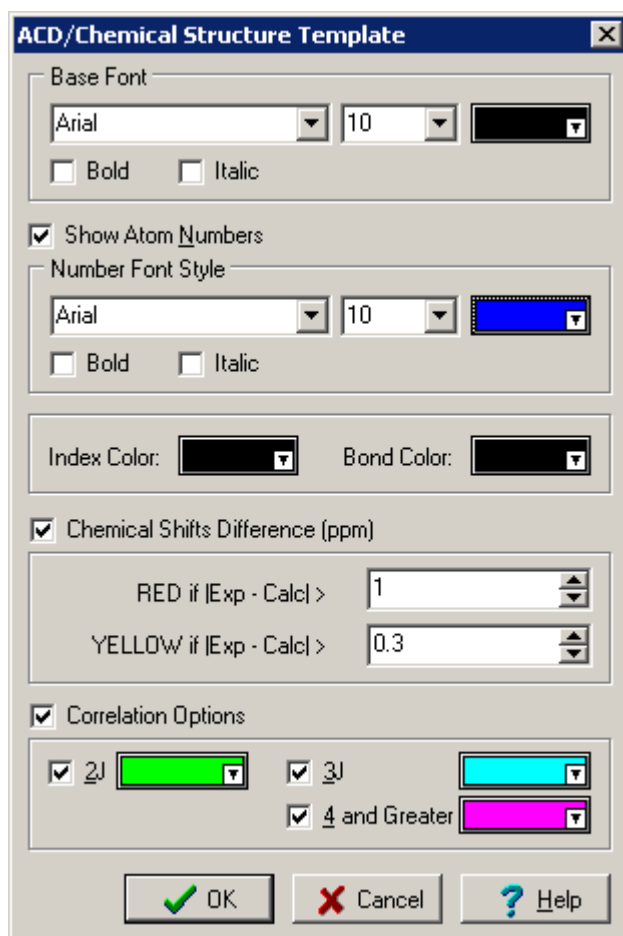 ACD/Chemical Structure Template
Base Font
Arial 10
Bold Italic
Show Atom Numbers
Number Font Style
Arial 10
Bold Italic
Index Color: Bond Color:
Chemical Shifts Difference (ppm)
RED if |Exp - Calc| > 1
YELLOW if |Exp - Calc| > 0.3
Correlation Options
2J 3J
4 and Greater
OK Cancel Help